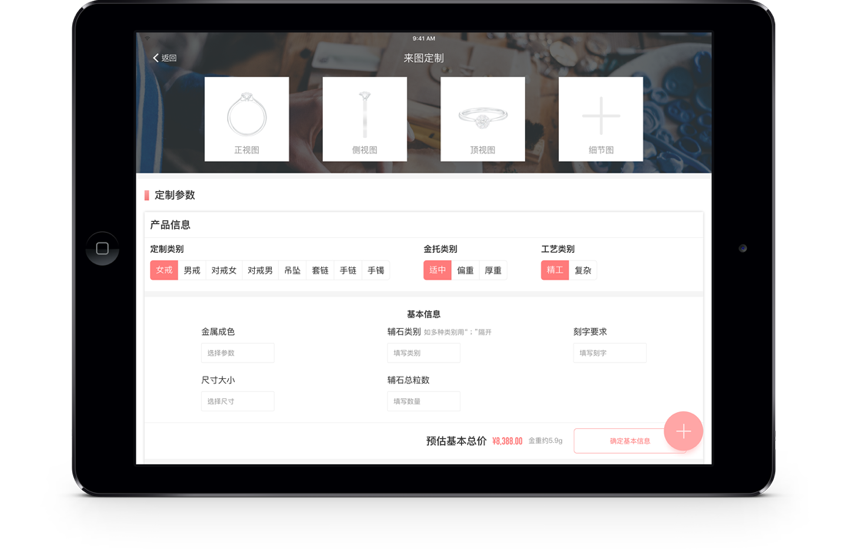 9:41 AM
返回
来图定制
正视图
侧视图
顶视图
细节图
定制参数
产品信息
定制类别
金托类别
工艺类别
女戒 男戒 对戒女 对戒男 吊坠 套链 手链 手镯
适中 偏重 厚重
精工 复杂
基本信息
金属成色
辅石类别 如多种类别用“；”隔开
刻字要求
选择参数
填写类别
填写刻字
尺寸大小
辅石总粒数
选择尺寸
填写数量
预估基本总价 ¥8,388.00 金重约5.9g
确定基本信息